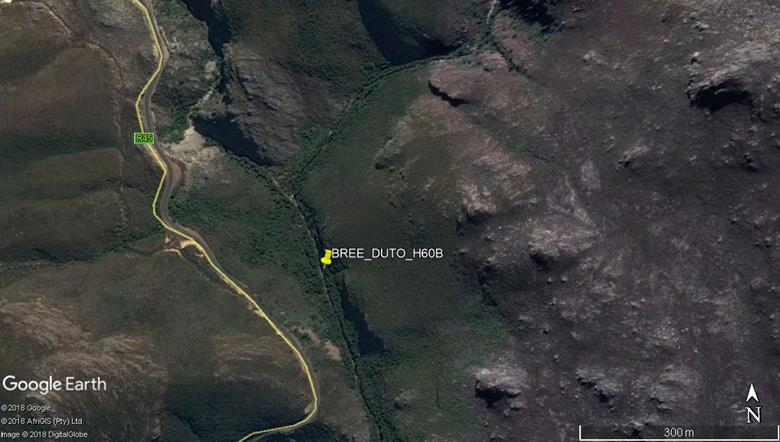 R45
BREE_DUTO_H60B
Google Earth
© 2018 Google
© 2018 AfriGIS (Pty) Ltd.
Image © 2018 DigitalGlobe
N
300 m